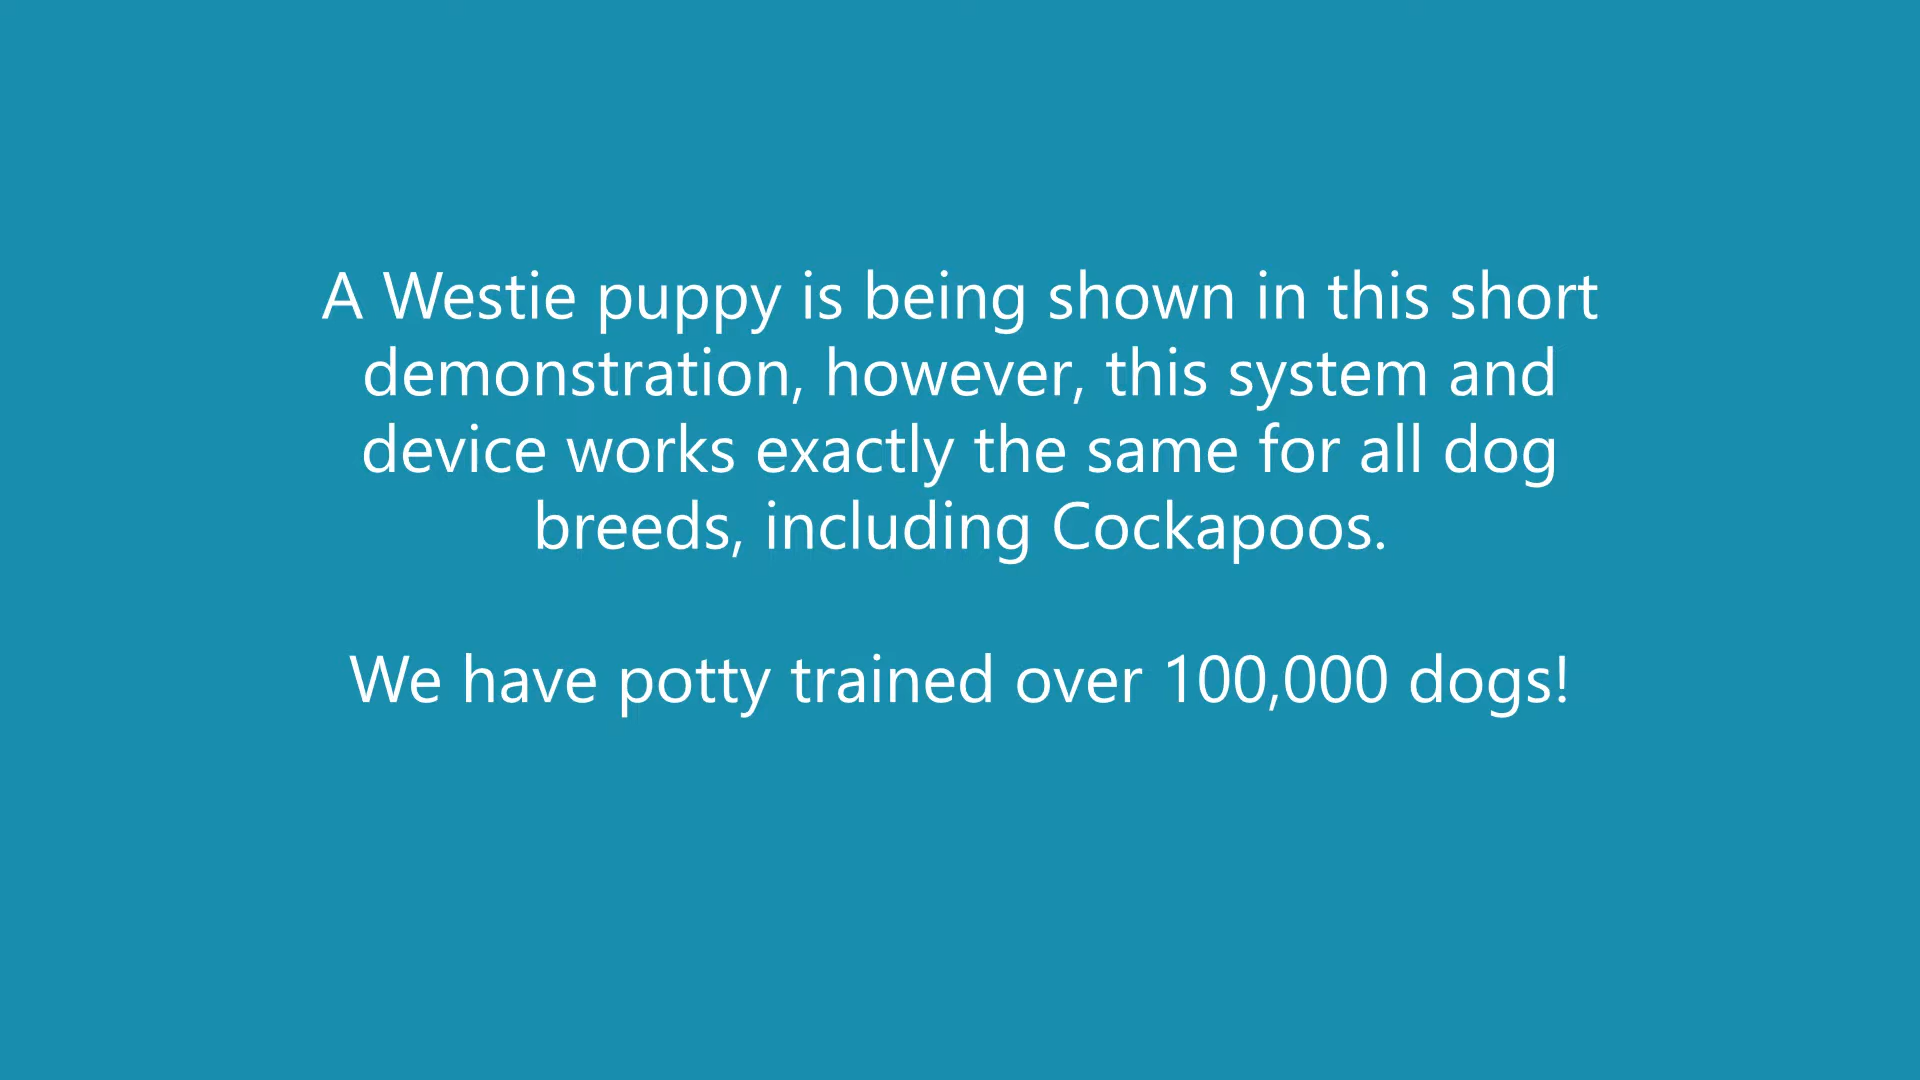 A Westie puppy is being shown in this short
demonstration, however, this system and
device works exactly the same for all dog
breeds, including Cockapoos.
We have potty trained over 100,000 dogs!